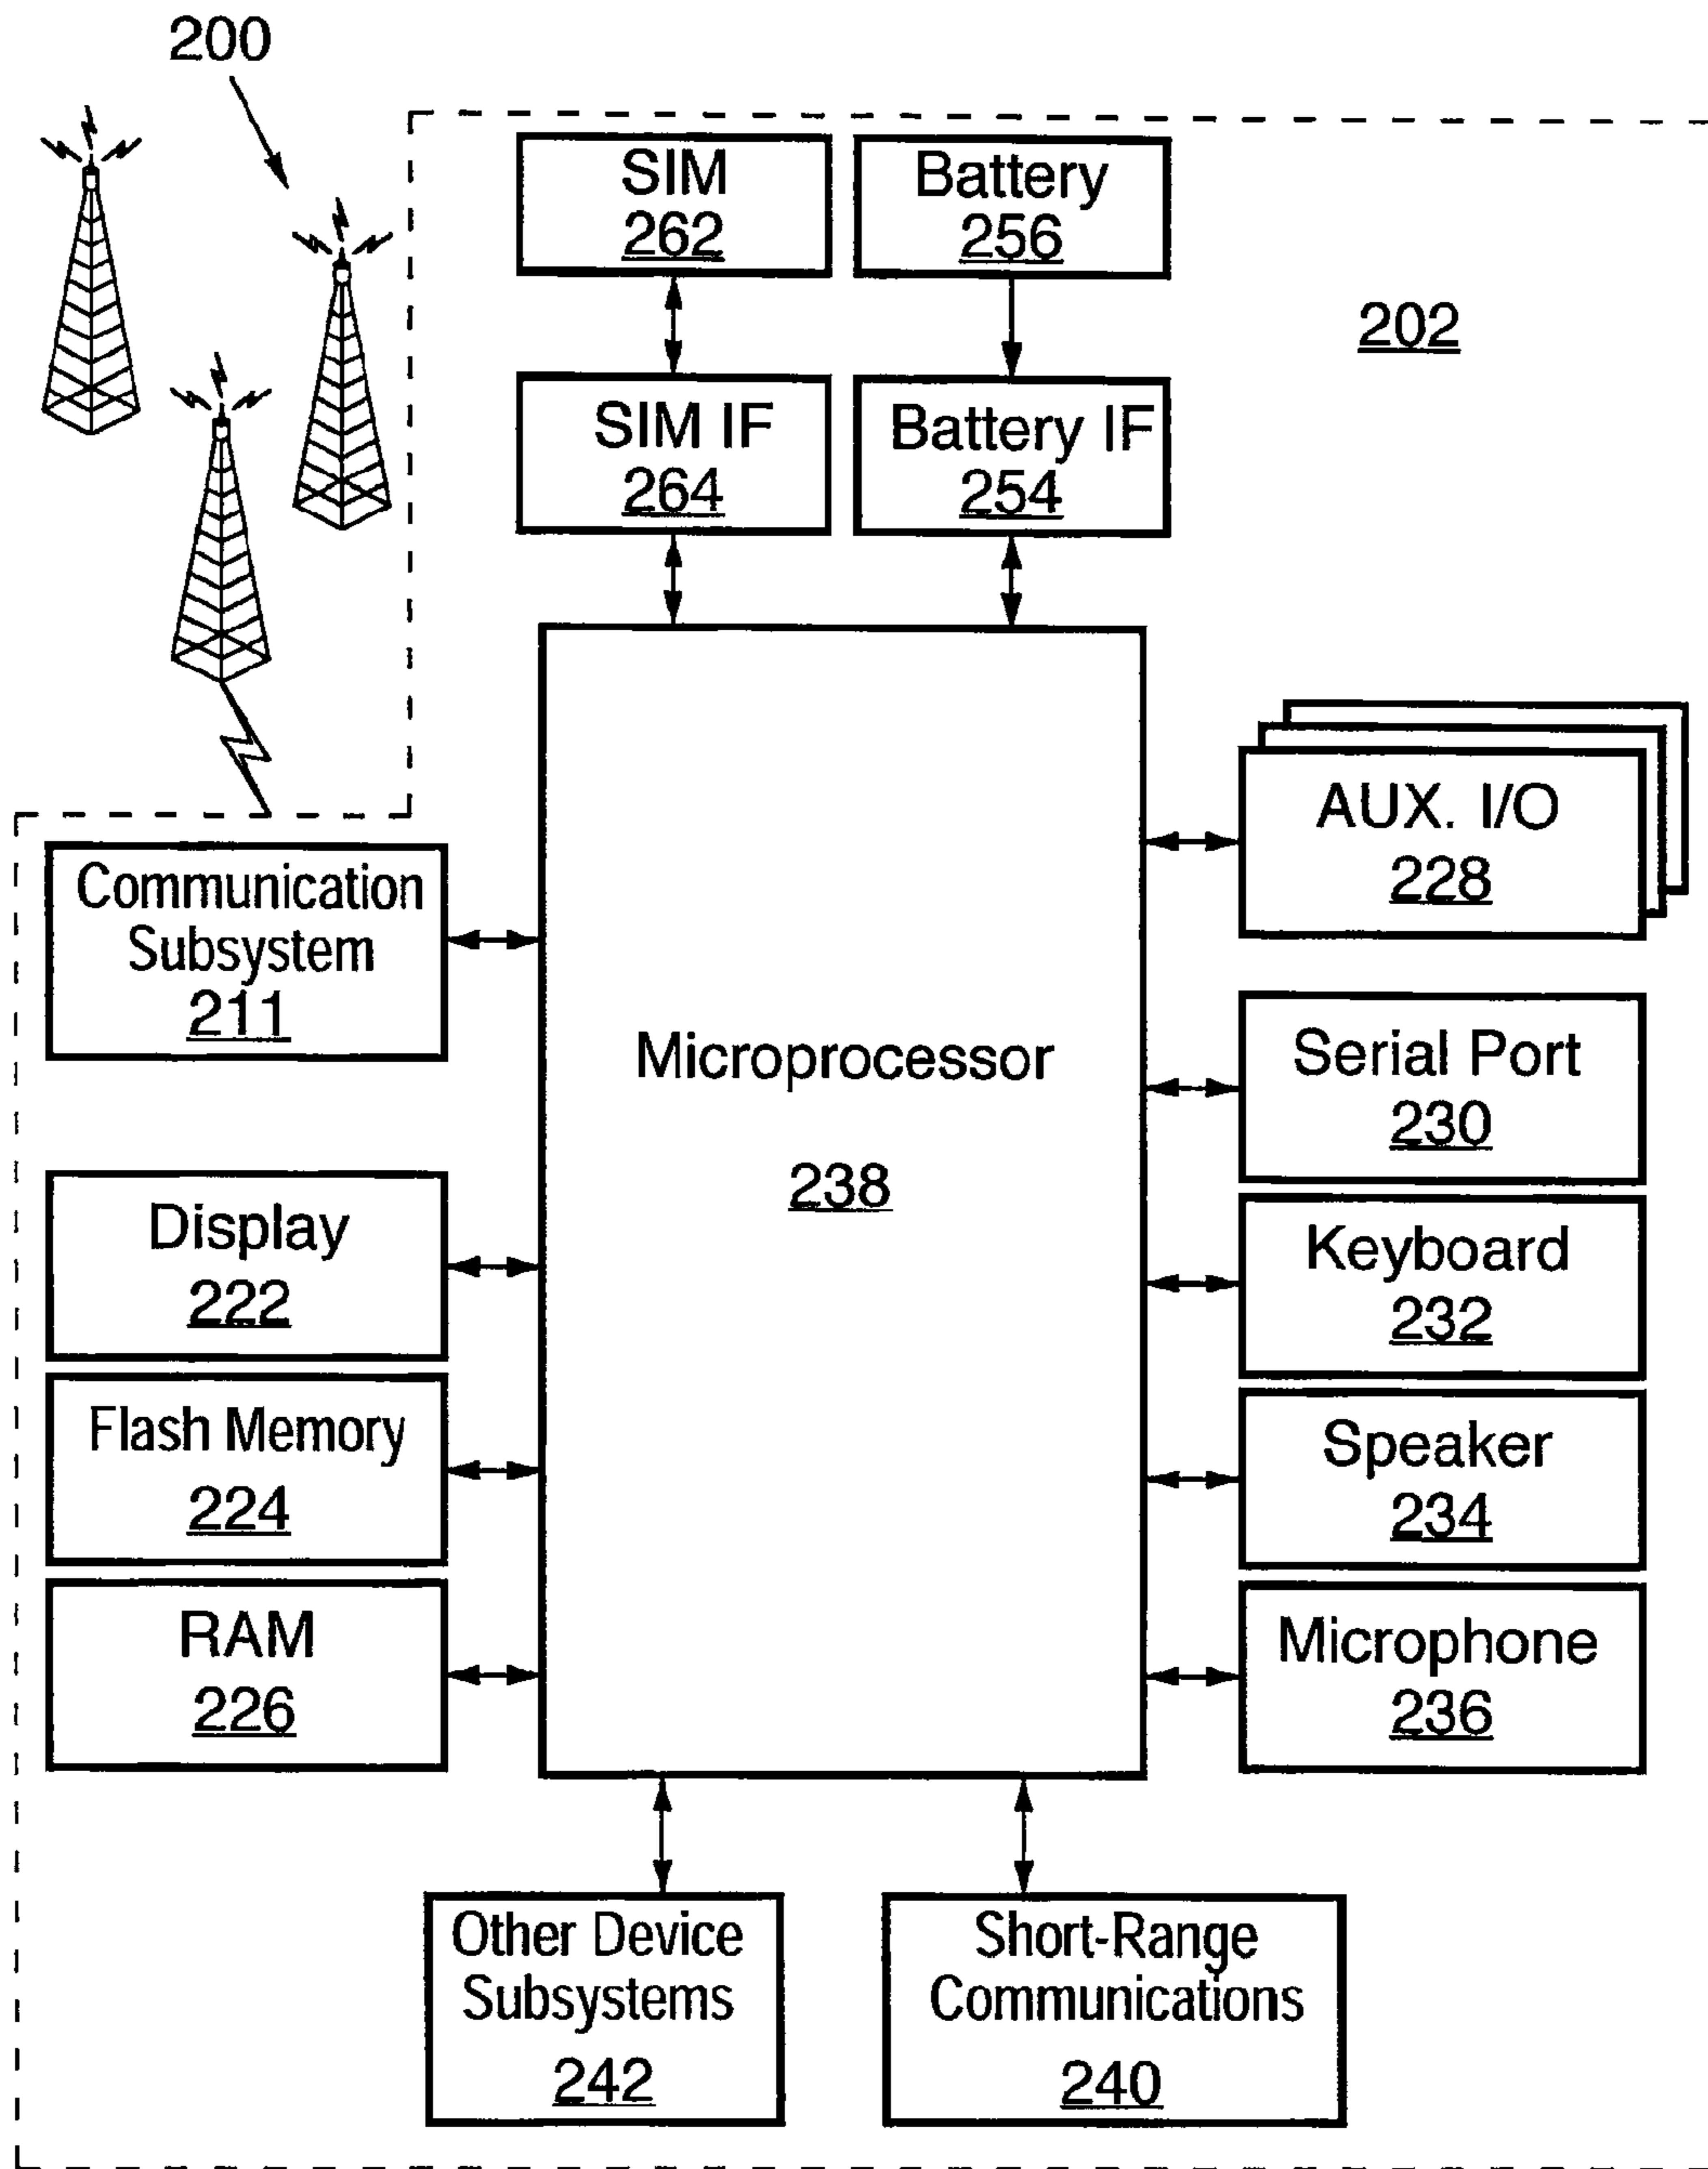 200
SIM
262
Battery
256
202
SIM IF
264
Battery IF
254
AUX. I/O
228
Communication
Subsystem
211
Microprocessor
238
Serial Port
230
Display
222
Keyboard
232
Flash Memory
224
Speaker
234
RAM
226
Microphone
236
Other Device
Subsystems
242
Short-Range
Communications
240